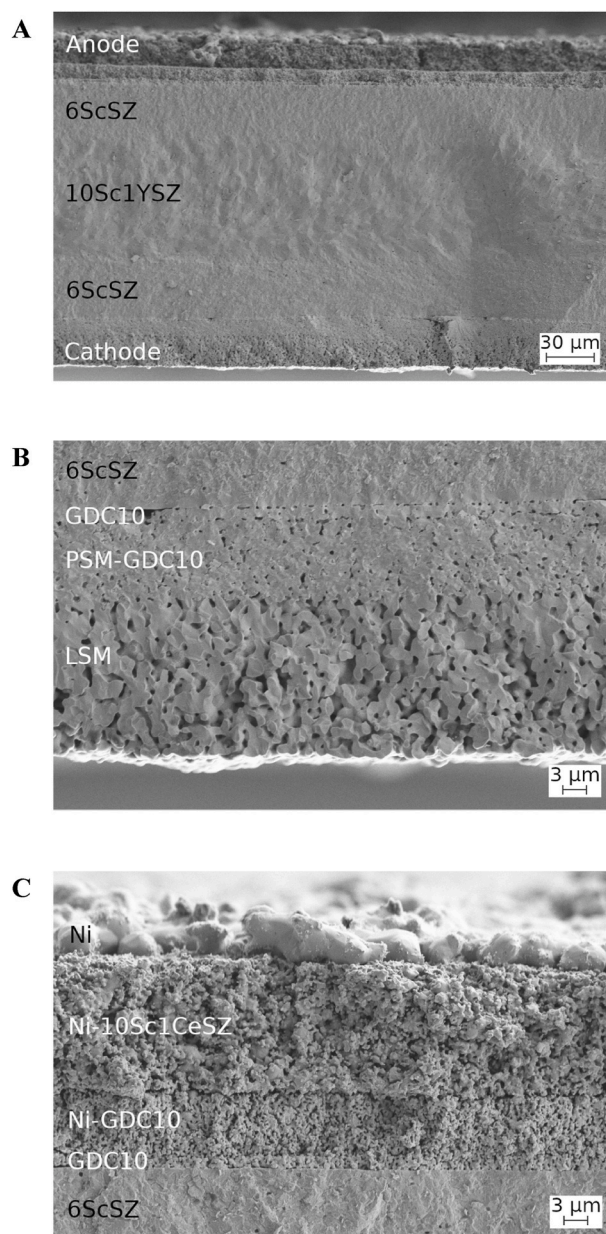 A
Anode
6ScSZ
10Sc1YSZ
6ScSZ
Cathode
30 μm
B
6ScSZ
GDC10
PSM-GDC10
LSM
3 μm
C
Ni
Ni-10Sc1CeSZ
Ni-GDC10
GDC10
6ScSZ
3 μm